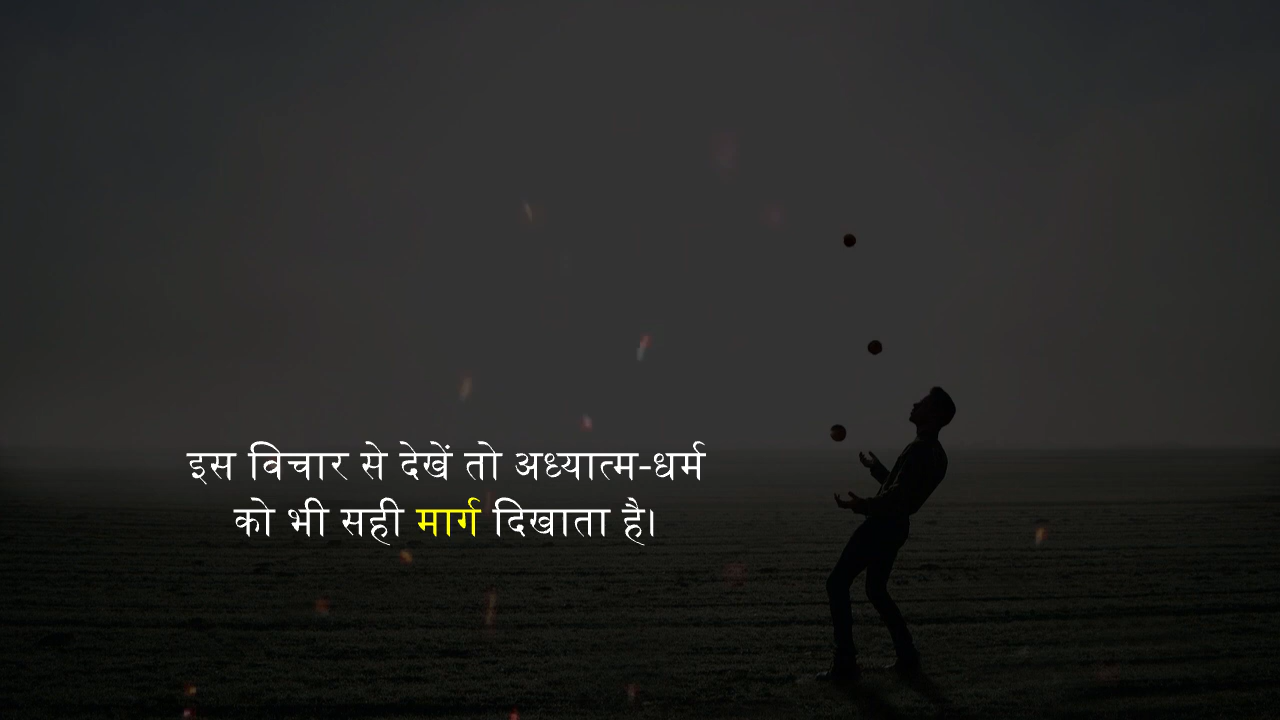 इस विचार से देखें तो अध्यात्म-धर्म
को भी सही मार्ग दिखाता है।